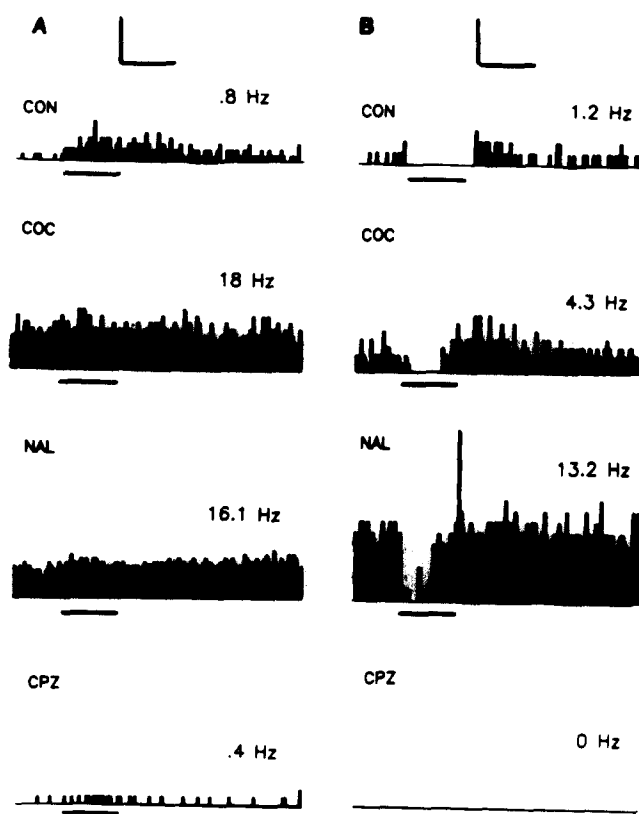 A
CON
.8 Hz
COC
18 Hz
NAL
16.1 Hz
CPZ
.4 Hz
B
CON
1.2 Hz
COC
4.3 Hz
NAL
13.2 Hz
CPZ
0 Hz